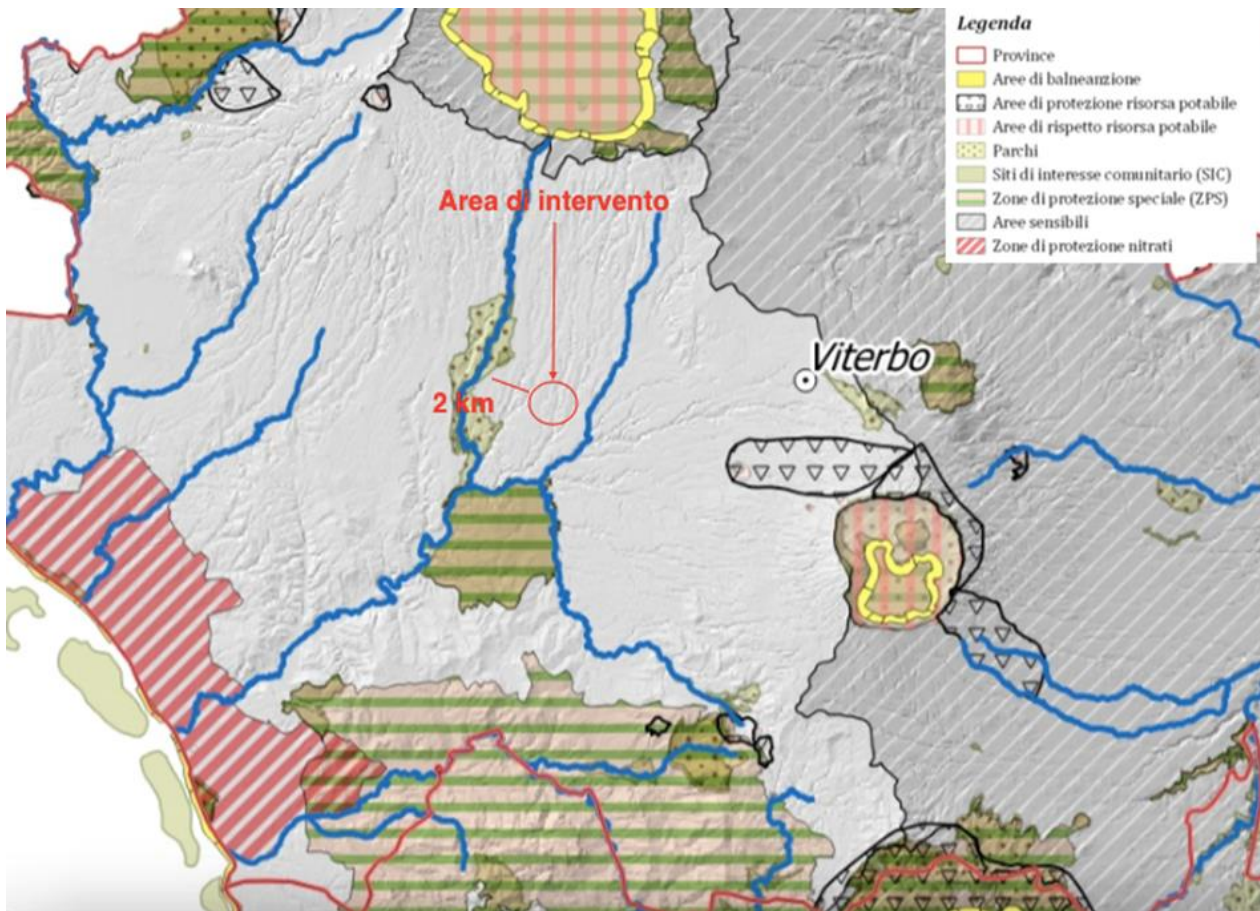 Legenda
Province
Aree di balneanzione
Aree di protezione risorsa potabile
Aree di rispetto risorsa potabile
Parchi
Siti di interesse comunitario (SIC)
Zone di protezione speciale (ZPS)
Aree sensibili
Zone di protezione nitrati
Area di intervento
Viterbo
2 km